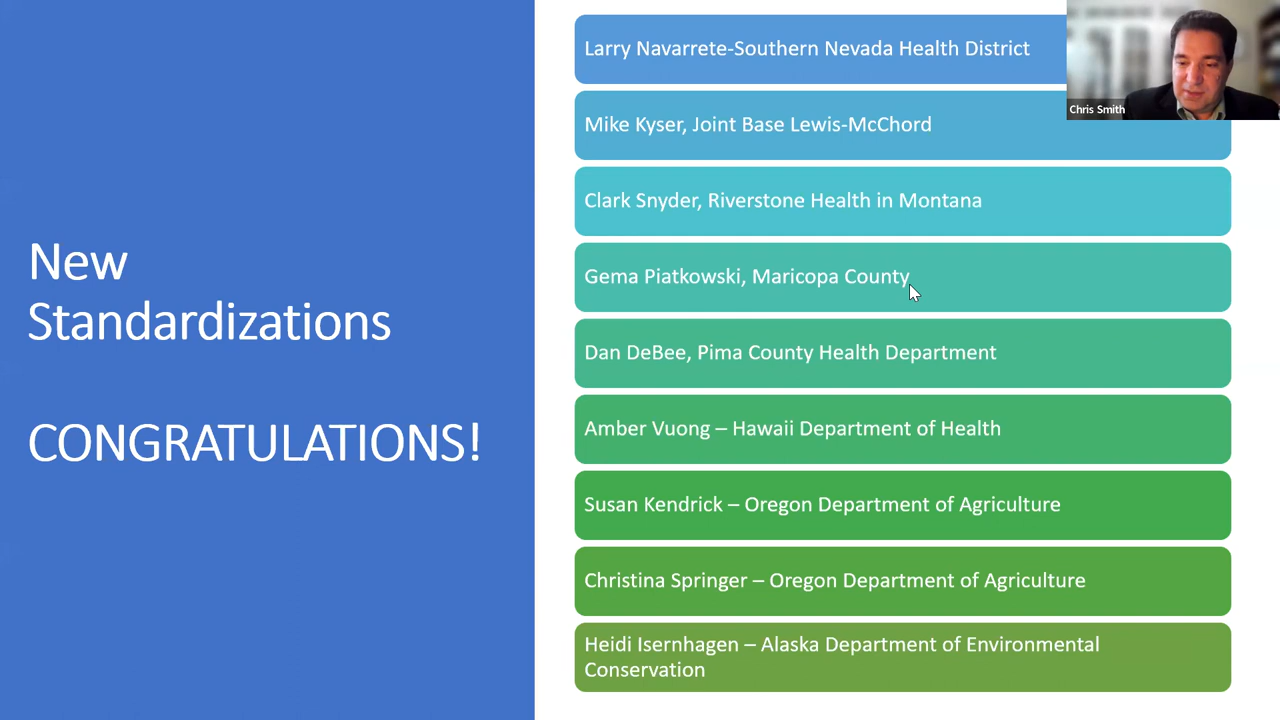 New
Standardizations
CONGRATULATIONS!
Larry Navarrete-Southern Nevada Health District
Mike Kyser, Joint Base Lewis-McChord
Clark Snyder, Riverstone Health in Montana
Gema Piatkowski, Maricopa County
Dan DeBee, Pima County Health Department
Amber Vuong – Hawaii Department of Health
Susan Kendrick – Oregon Department of Agriculture
Christina Springer – Oregon Department of Agriculture
Heidi Isernhagen – Alaska Department of Environmental
Conservation
Chris Smith